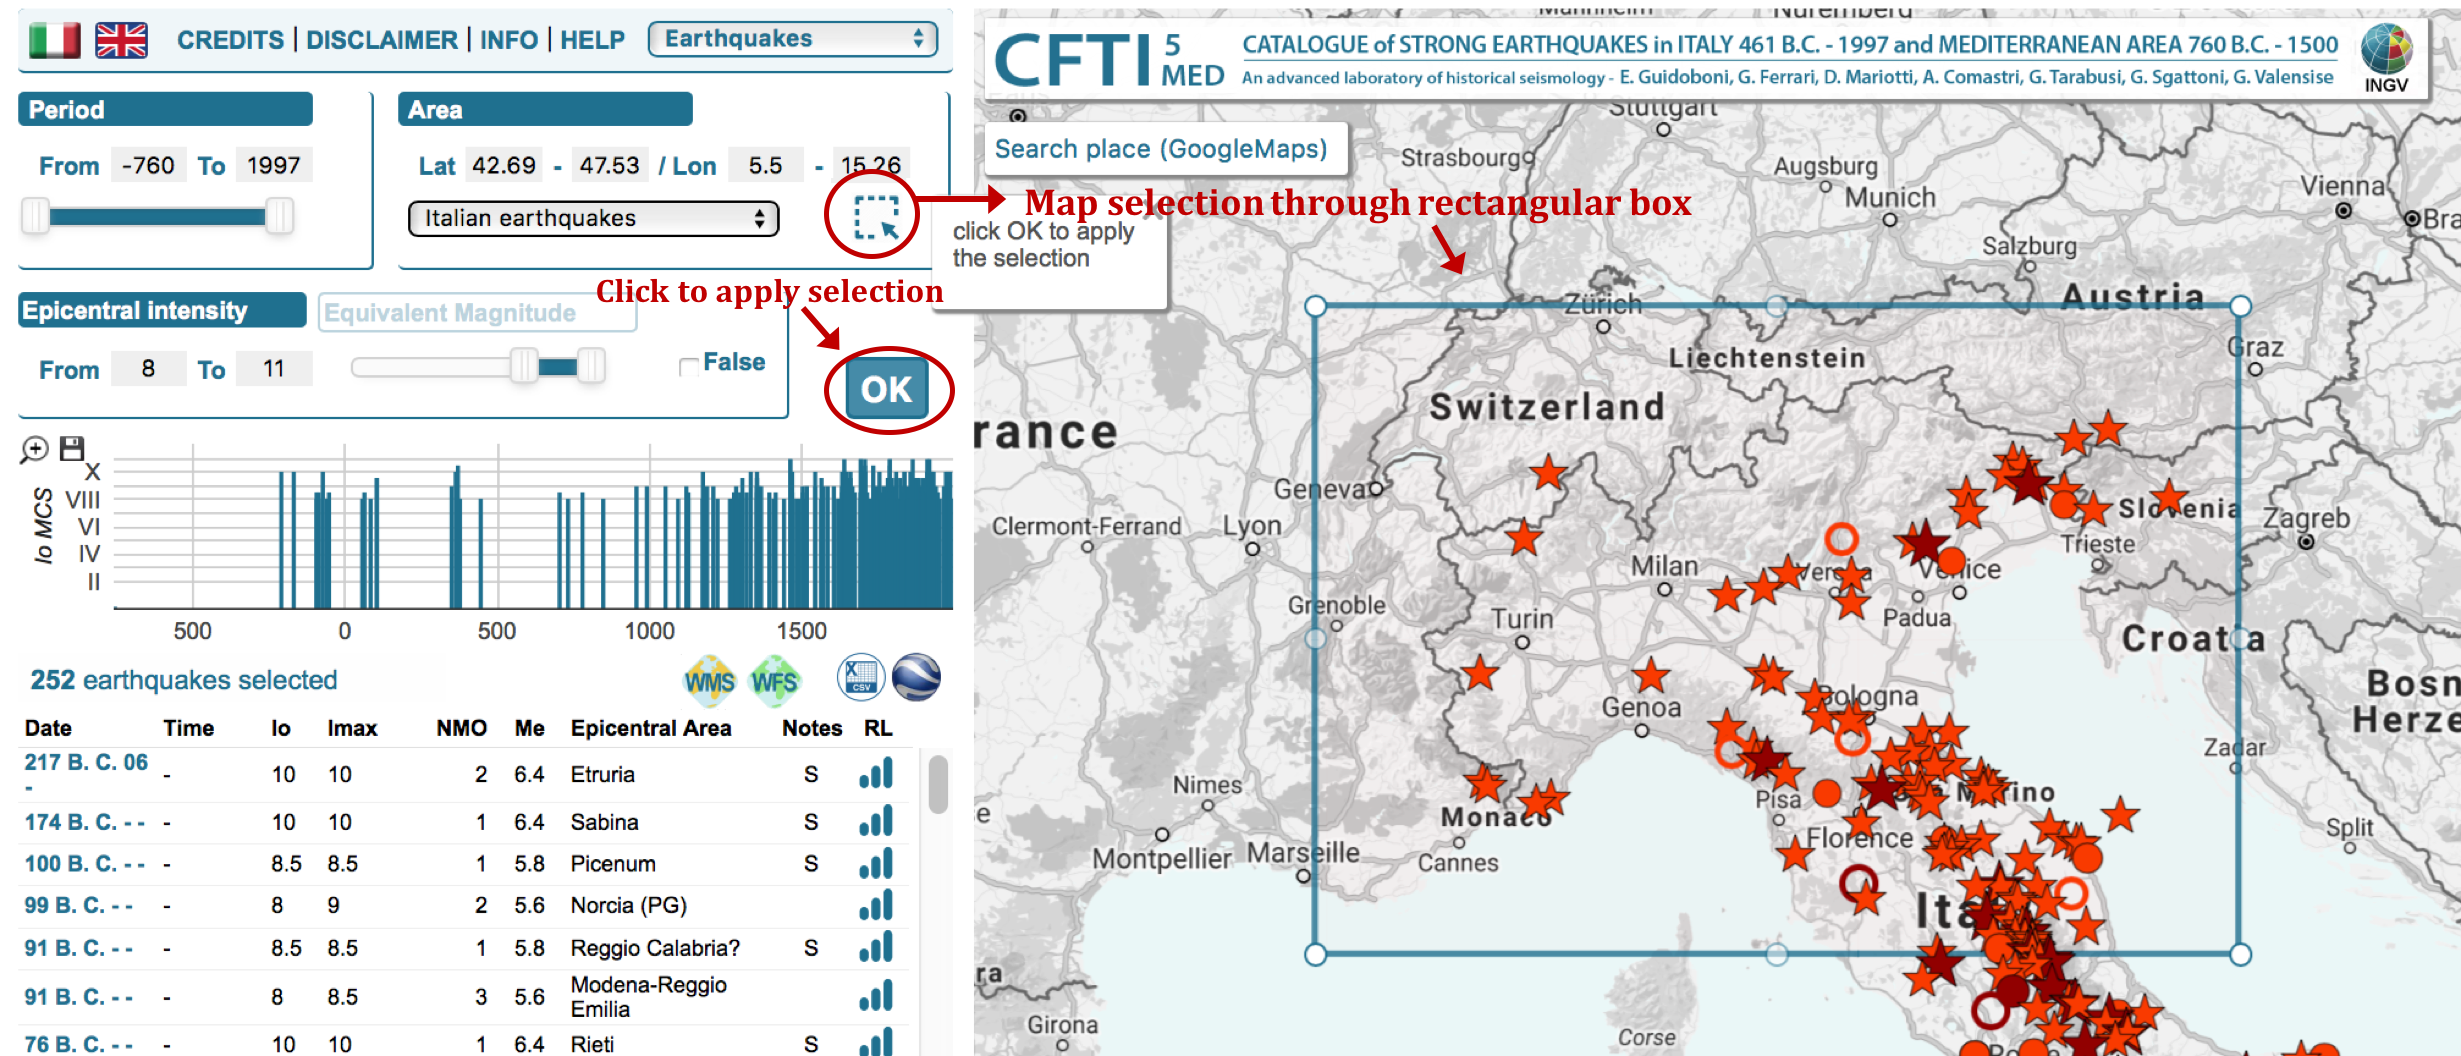 CREDITS | DISCLAIMER | INFO | HELP
Earthquakes
Period
From -760 To 1997
Area
Lat 42.69 - 47.53 / Lon 5.5 - 15.26
Italian earthquakes
Click to apply selection
Epicentral intensity
Equivalent Magnitude
From 8 To 11
False
OK
Io MCS
X
VIII
VI
IV
II
500 0 500 1000 1500
252 earthquakes selected
WMS WFS
X
CSV
Date Time Io Imax NMO Me Epicentral Area Notes RL
217 B. C. 06 - - 10 10 2 6.4 Etruria S
174 B. C. - - - 10 10 1 6.4 Sabina S
100 B. C. - - - 8.5 8.5 1 5.8 Picenum S
99 B. C. - - - 8 9 2 5.6 Norcia (PG)
91 B. C. - - - 8.5 8.5 1 5.8 Reggio Calabria? S
91 B. C. - - - 8 8.5 3 5.6 Modena-Reggio
Emilia
76 B. C. - - - 10 10 1 6.4 Rieti S
CFTI 5 MED
CATALOGUE of STRONG EARTHQUAKES in ITALY 461 B.C. - 1997 and MEDITERRANEAN AREA 760 B.C. - 1500
An advanced laboratory of historical seismology - E. Guidoboni, G. Ferrari, D. Mariotti, A. Comastri, G. Tarabusi, G. Sgattoni, G. Valensise
INGV
Search place (GoogleMaps)
Map selection through rectangular box
click OK to apply
the selection
Mannheim
Nuremberg
Stuttgart
Strasbourg
Augsburg
Munich
Vienna
Bra
Salzburg
Zürich
Austria
Graz
Liechtenstein
Switzerland
rance
Geneva
Slovenia
Zagreb
Clermont-Ferrand
Lyon
Trieste
Milan
Verona
Venice
Grenoble
Turin
Padua
Croatia
Bosn
Herze
Bologna
Genoa
Zadar
Nimes
Pisa
San Marino
Monaco
Split
Florence
e
Montpellier
Marseille
Cannes
Ita
ra
Girona
Corse
Ro